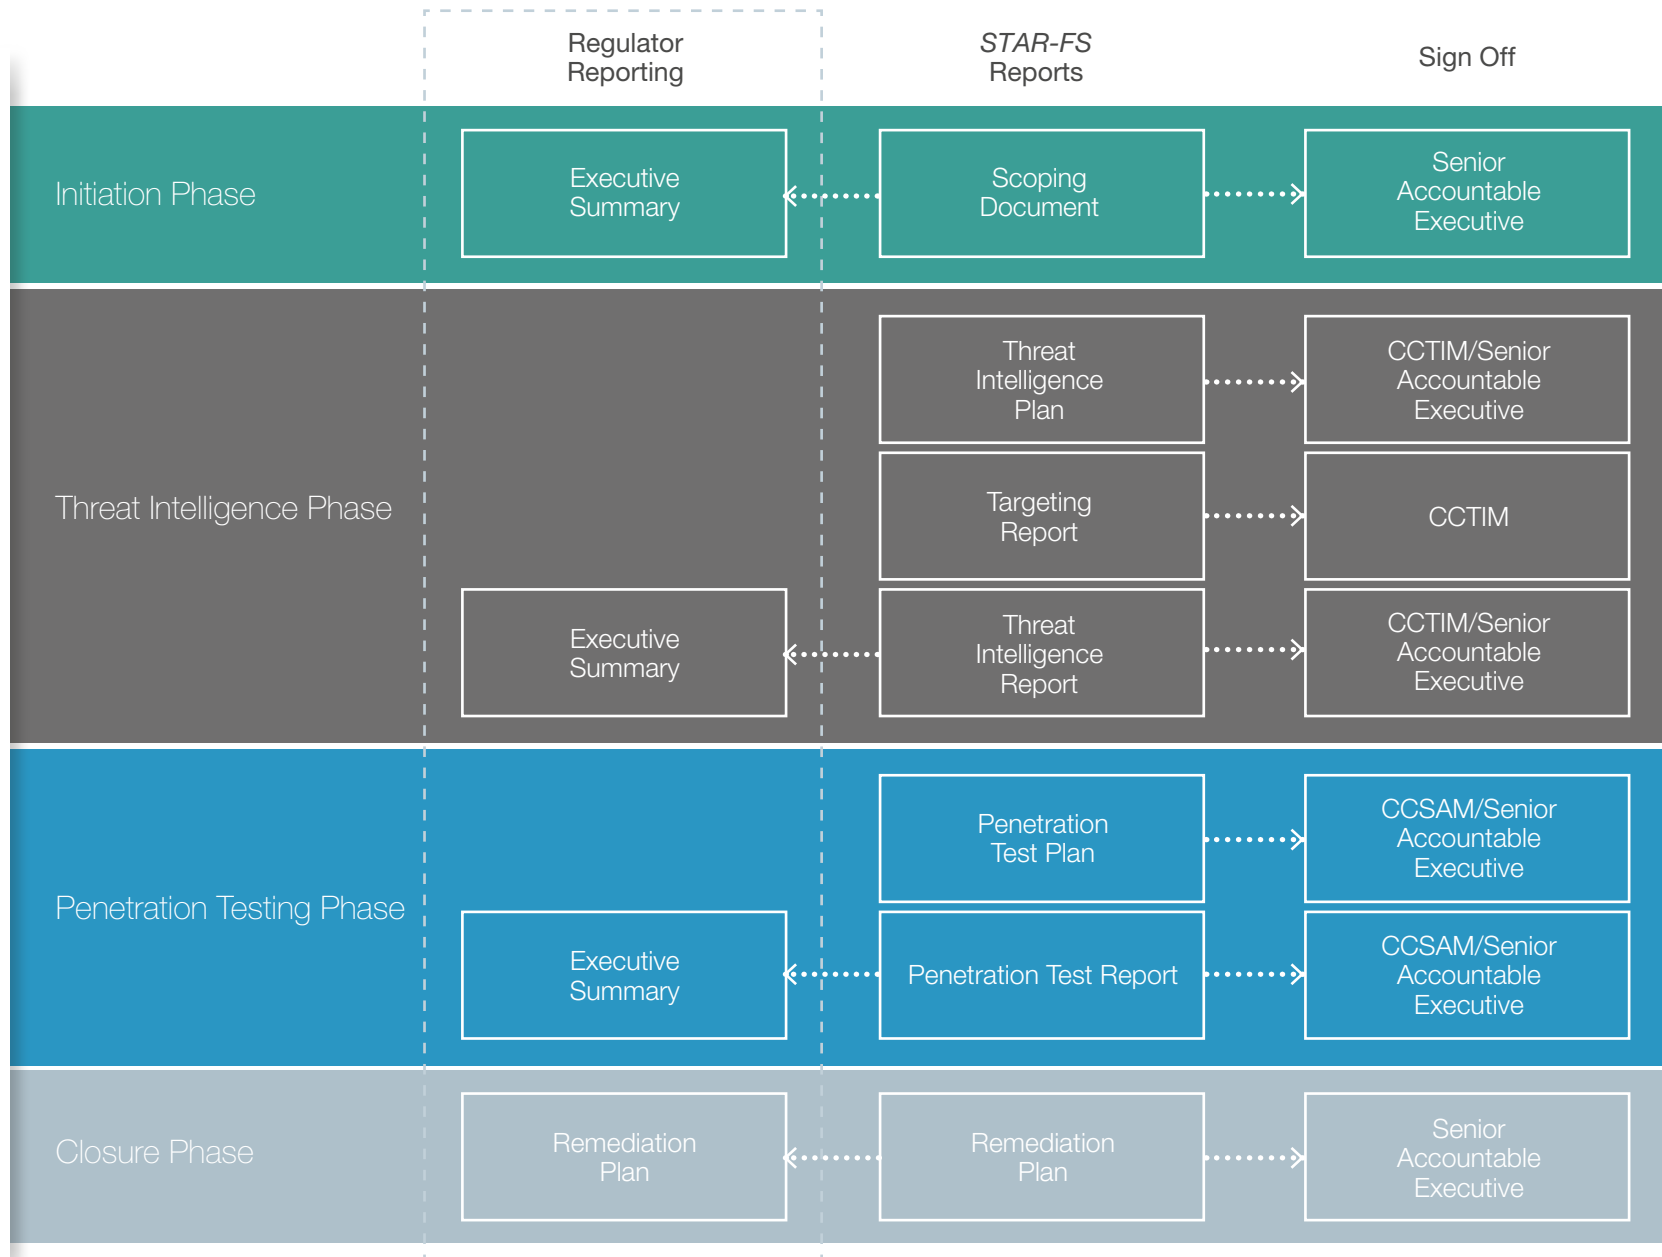 Regulator
Reporting
STAR-FS
Reports
Sign Off
Initiation Phase
Executive
Summary
Scoping
Document
Senior
Accountable
Executive
Threat Intelligence Phase
Threat
Intelligence
Plan
CCTIM/Senior
Accountable
Executive
Targeting
Report
CCTIM
Executive
Summary
Threat
Intelligence
Report
CCTIM/Senior
Accountable
Executive
Penetration Testing Phase
Penetration
Test Plan
CCSAM/Senior
Accountable
Executive
Executive
Summary
Penetration Test Report
CCSAM/Senior
Accountable
Executive
Closure Phase
Remediation
Plan
Remediation
Plan
Senior
Accountable
Executive